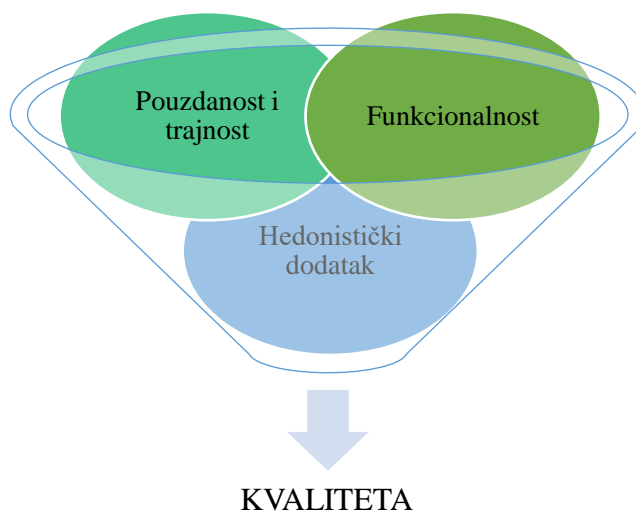 Pouzdanost i
trajnost
Funkcionalnost
Hedonistički
dodatak
KVALITETA